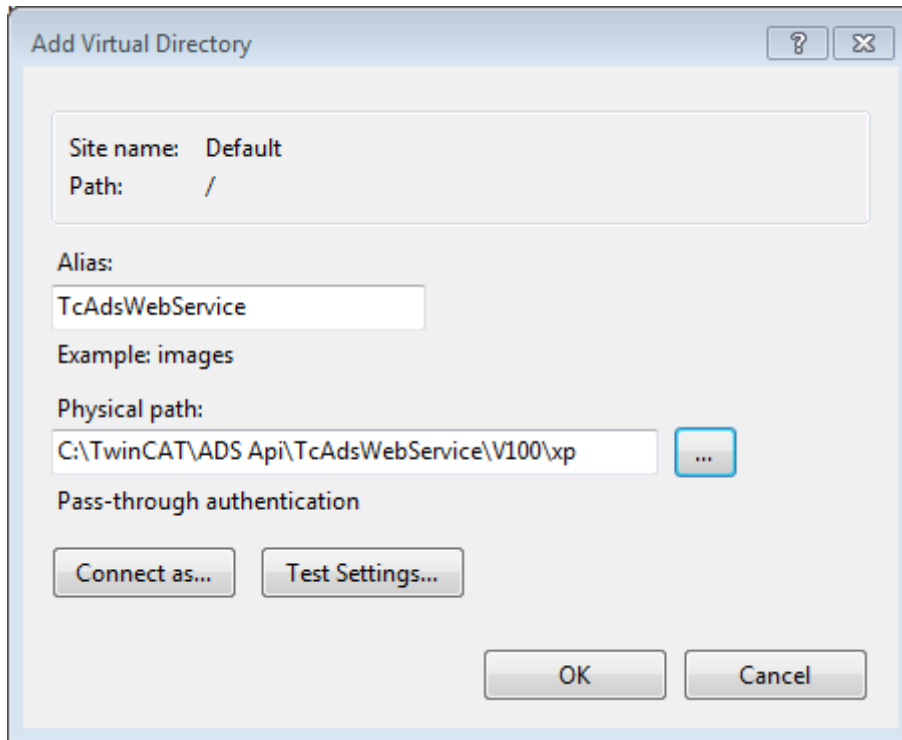 Add Virtual Directory
Site name: Default
Path: /
Alias:
TcAdsWebService
Example: images
Physical path:
C:\TwinCAT\ADS Api\TcAdsWebService\V100\xp
...
Pass-through authentication
Connect as... Test Settings...
OK Cancel